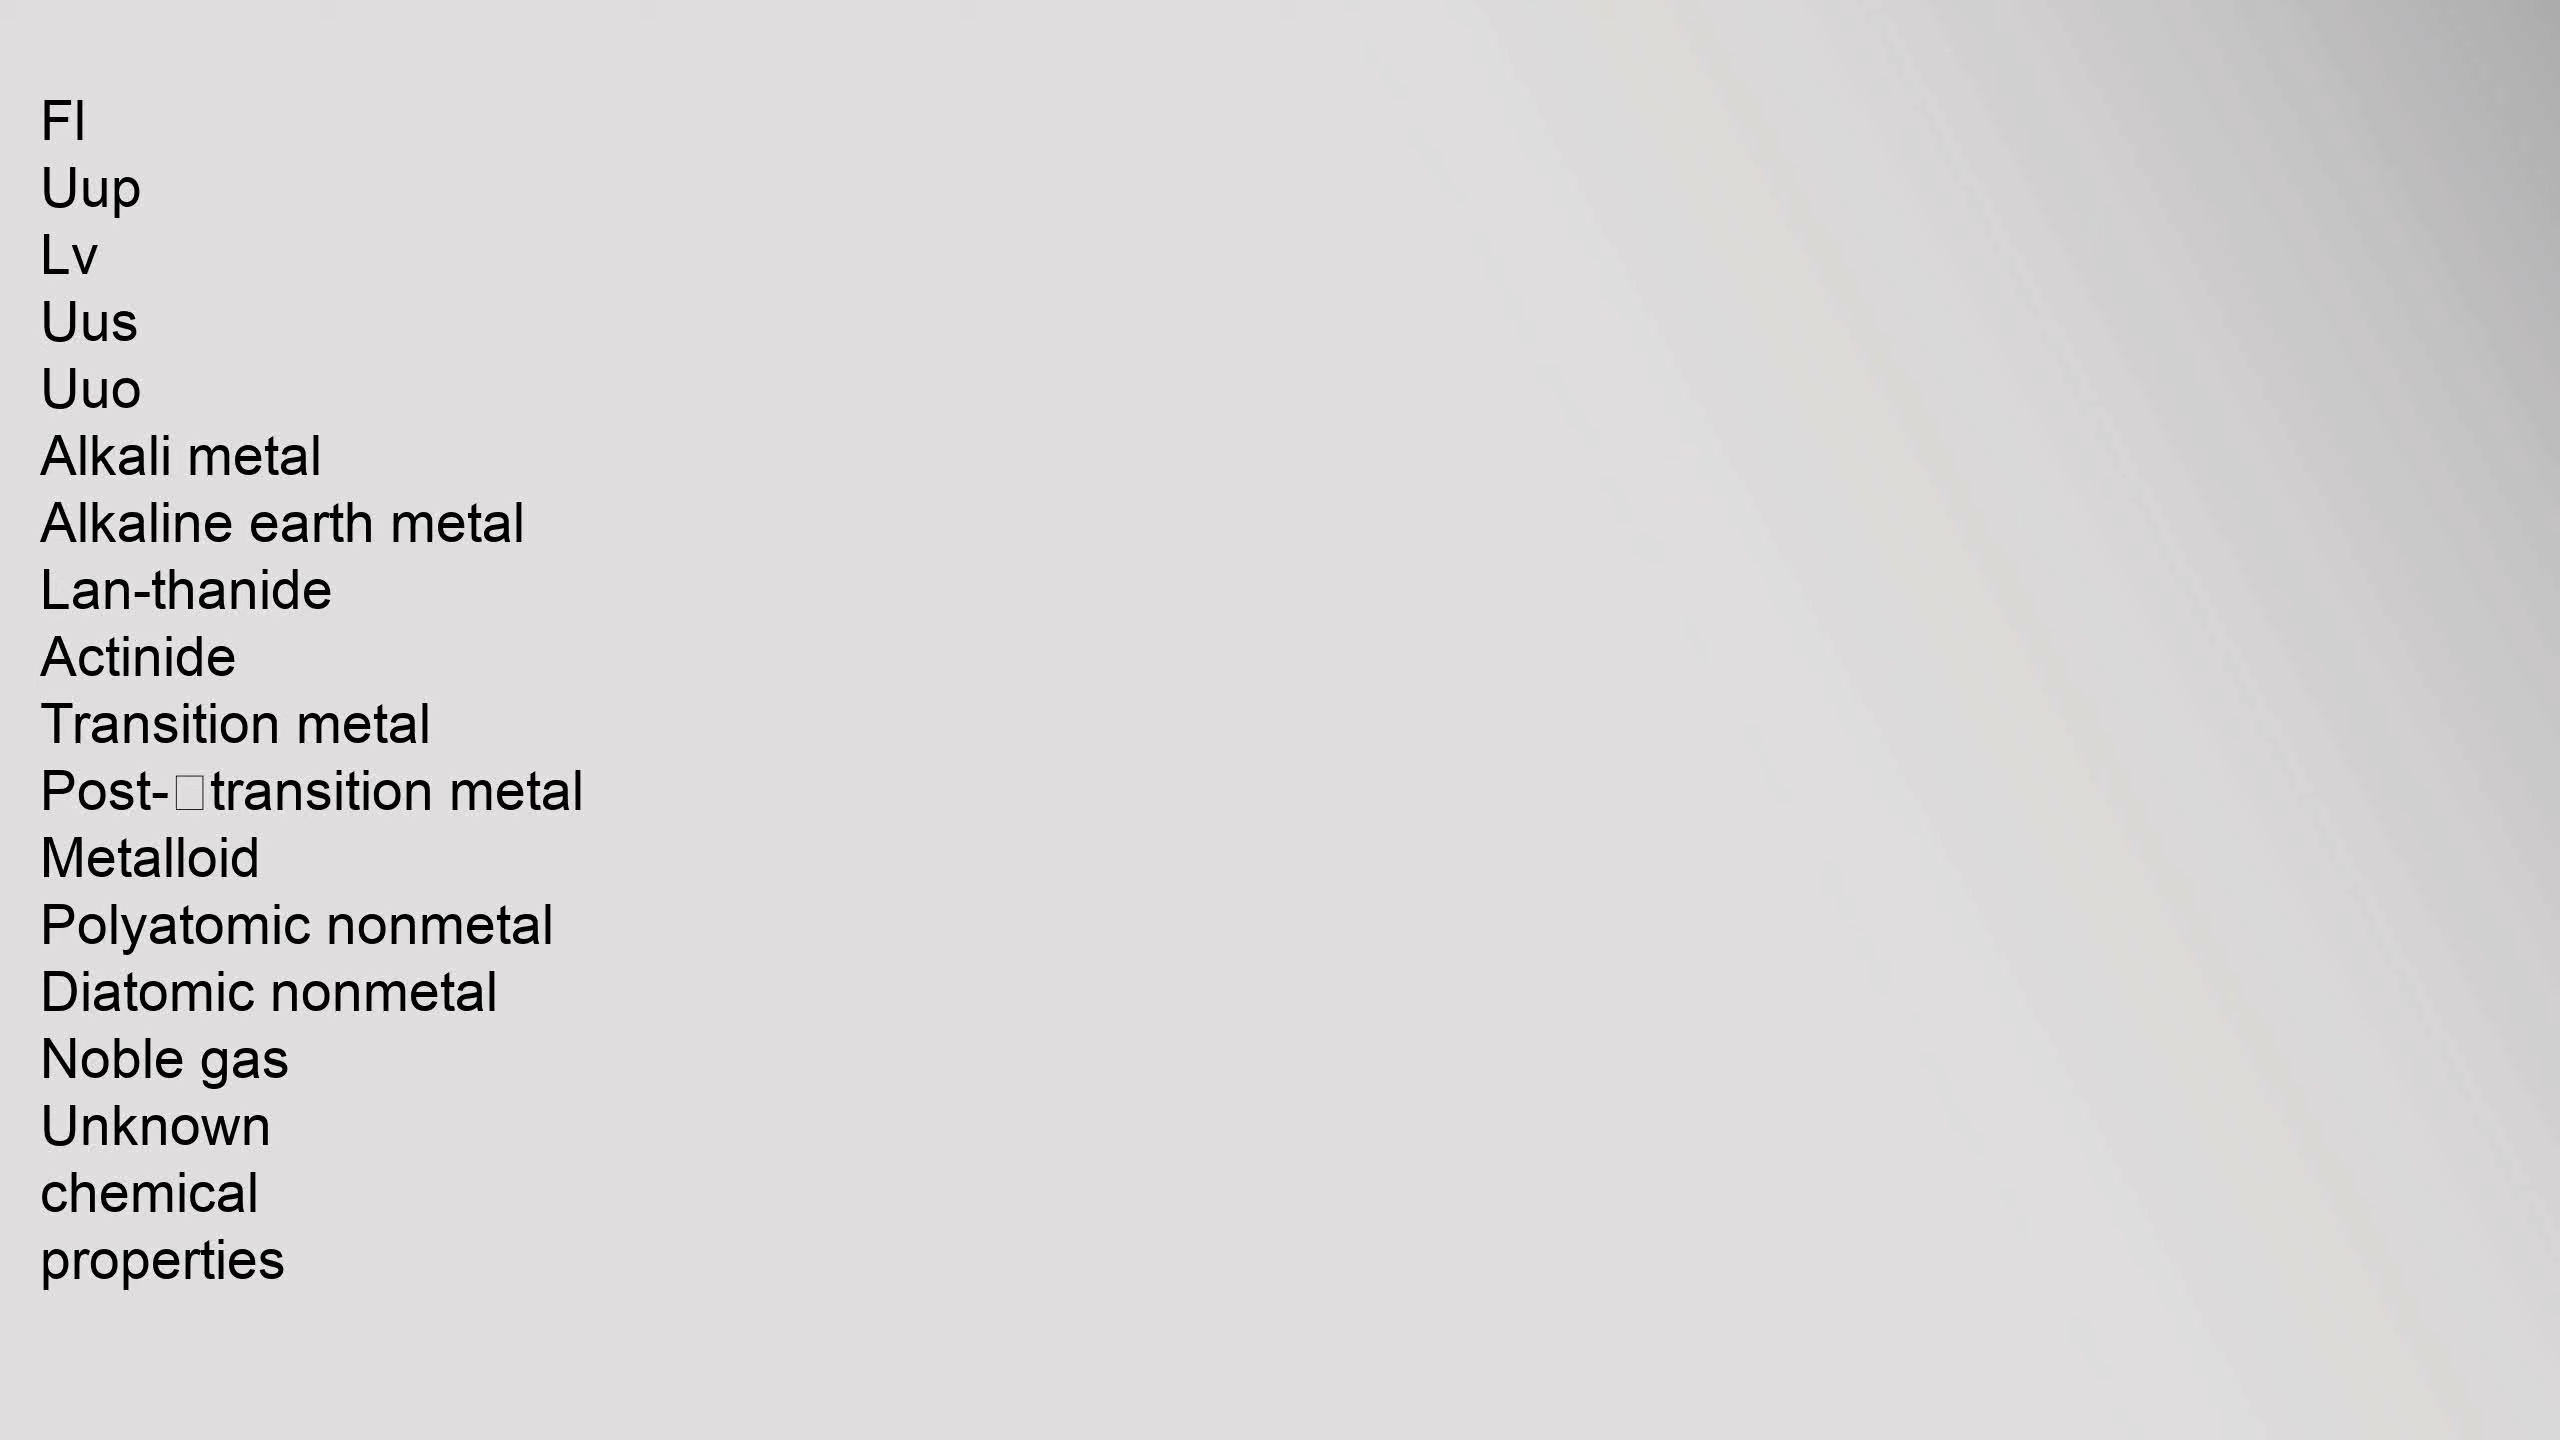 Fl
Uup
Lv
Uus
Uuo
Alkali metal
Alkaline earth metal
Lan-thanide
Actinide
Transition metal
Post-□transition metal
Metalloid
Polyatomic nonmetal
Diatomic nonmetal
Noble gas
Unknown
chemical
properties